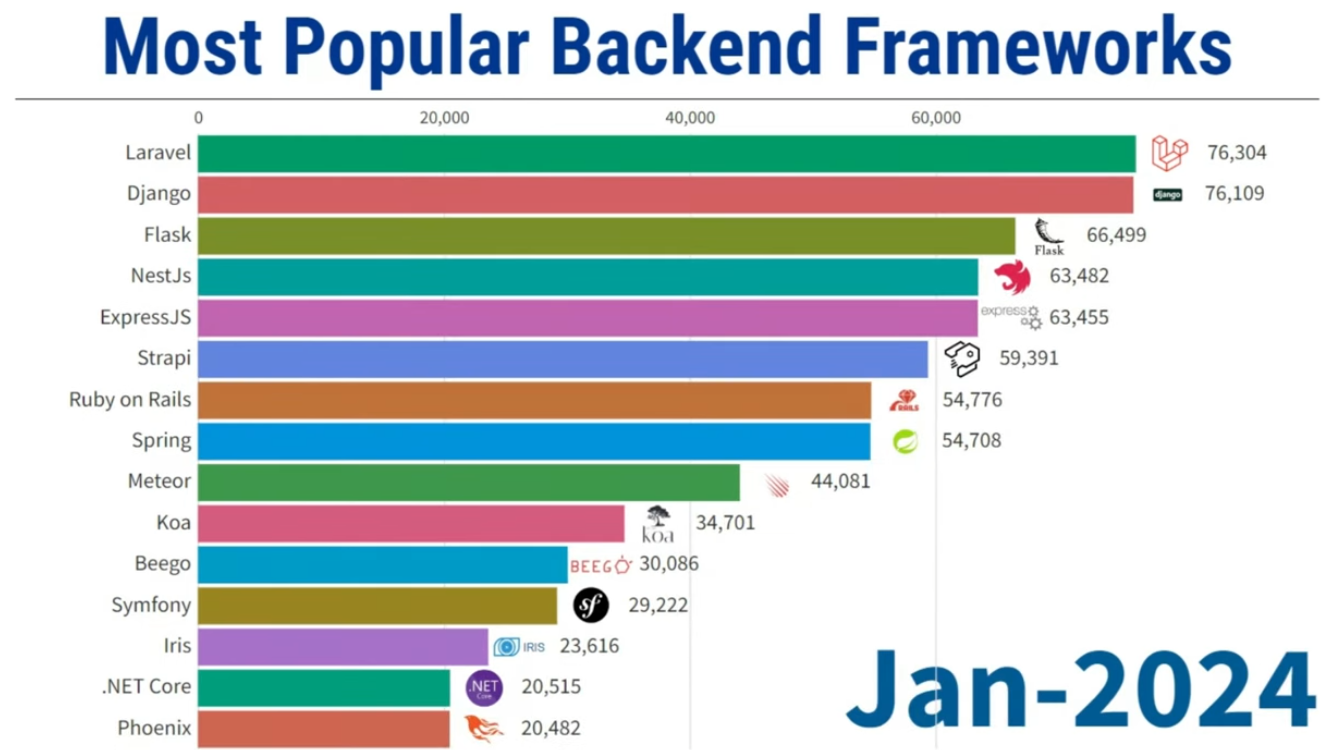 Most Popular Backend Frameworks
0 20,000 40,000 60,000
Laravel 76,304
Django django 76,109
Flask Flask 66,499
NestJs 63,482
ExpressJS express 63,455
Strapi 59,391
Ruby on Rails RAILS 54,776
Spring 54,708
Meteor 44,081
Koa koa 34,701
Beego BEEGO 30,086
Symfony sf 29,222
Iris IRIS 23,616
.NET Core .NET Core 20,515
Phoenix 20,482
Jan-2024